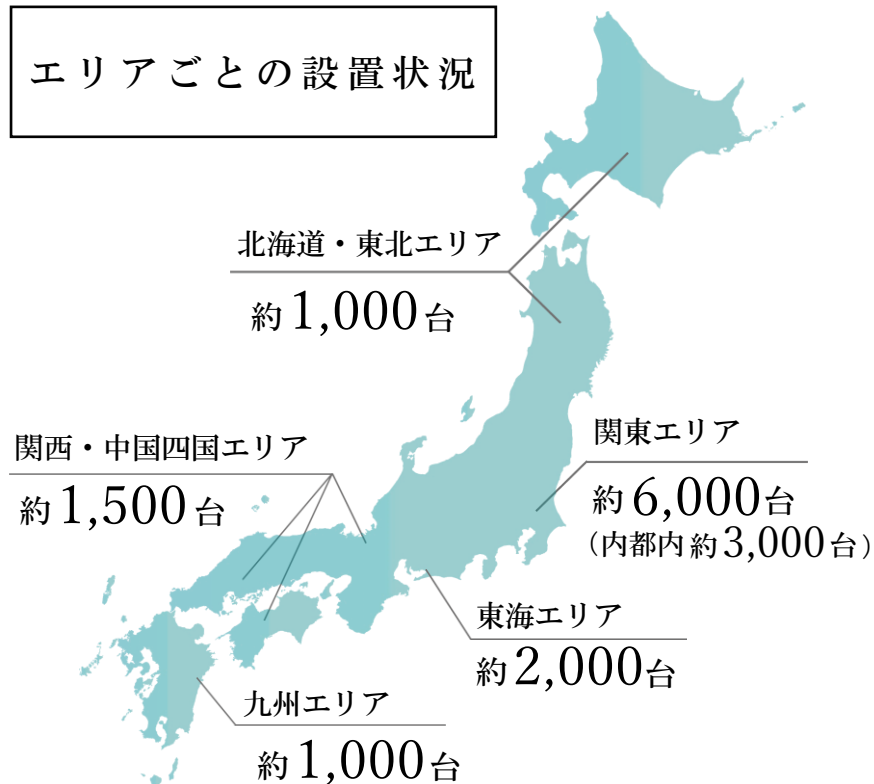 エリアごとの設置状況
北海道・東北エリア
約1,000台
関西・中国四国エリア
約1,500台
関東エリア
約6,000台
（内都内約3,000台）
東海エリア
約2,000台
九州エリア
約1,000台